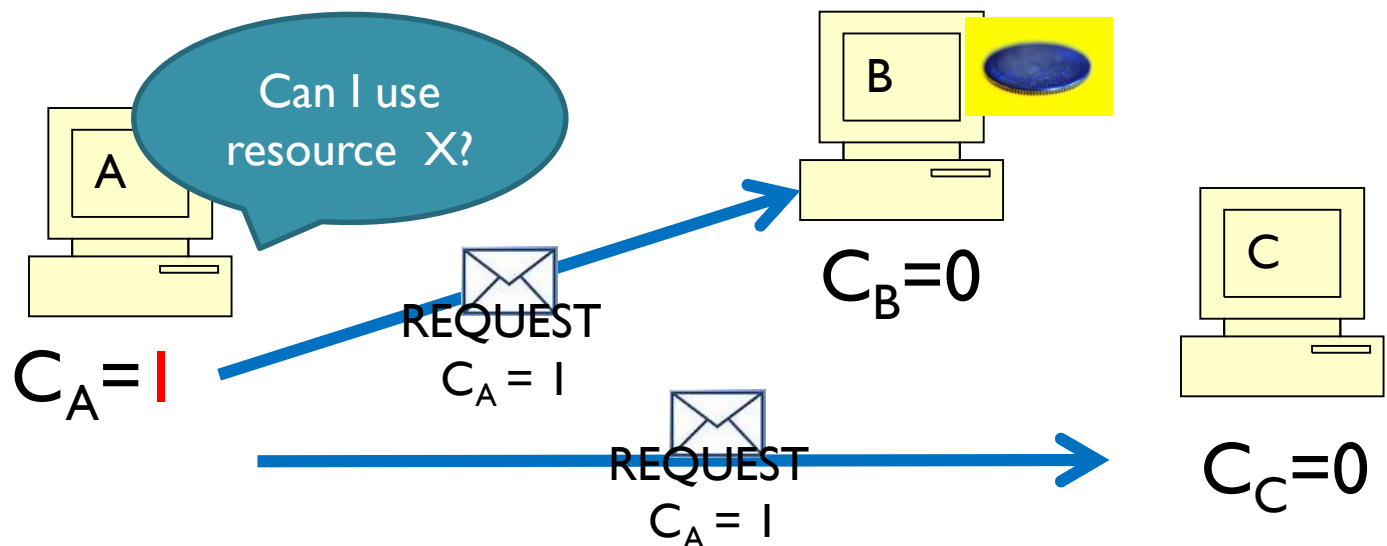 Can I use
resource X?
A
B
C
REQUEST
C_A = 1
C_A=1
C_B=0
REQUEST
C_A = 1
C_C=0